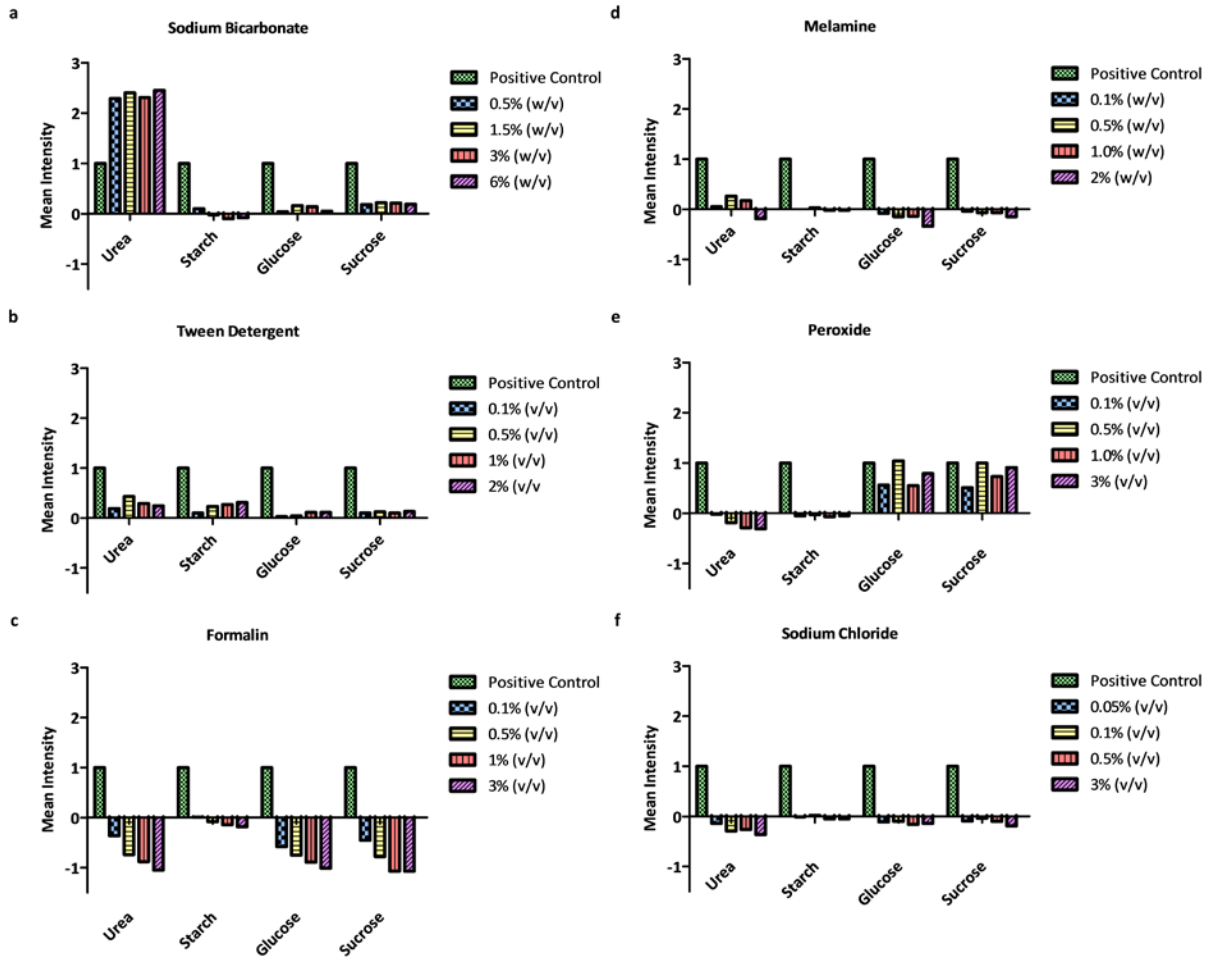 a
Sodium Bicarbonate
3
2
1
0
-1
Mean Intensity
Urea
Starch
Glucose
Sucrose
Positive Control
0.5% (w/v)
1.5% (w/v)
3% (w/v)
6% (w/v)
b
Tween Detergent
3
2
1
0
-1
Mean Intensity
Urea
Starch
Glucose
Sucrose
Positive Control
0.1% (v/v)
0.5% (v/v)
1% (v/v)
2% (v/v
c
Formalin
3
2
1
0
-1
Mean Intensity
Urea
Starch
Glucose
Sucrose
Positive Control
0.1% (v/v)
0.5% (v/v)
1% (v/v)
3% (v/v)
d
Melamine
3
2
1
0
-1
Mean Intensity
Urea
Starch
Glucose
Sucrose
Positive Control
0.1% (w/v)
0.5% (w/v)
1.0% (w/v)
2% (w/v)
e
Peroxide
3
2
1
0
-1
Mean Intensity
Urea
Starch
Glucose
Sucrose
Positive Control
0.1% (v/v)
0.5% (v/v)
1.0% (v/v)
3% (v/v)
f
Sodium Chloride
3
2
1
0
-1
Mean Intensity
Urea
Starch
Glucose
Sucrose
Positive Control
0.05% (v/v)
0.1% (v/v)
0.5% (v/v)
3% (v/v)